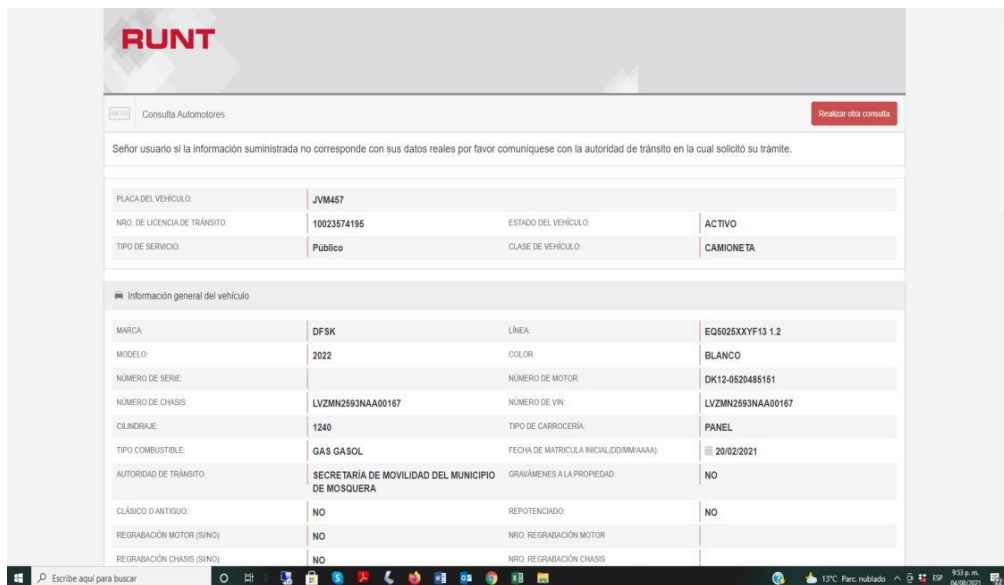 RUNT
Consulta Automotores
Realizar otra consulta
Señor usuario si la información suministrada no corresponde con sus datos reales por favor comuníquese con la autoridad de tránsito en la cual solicitó su trámite.
PLACA DEL VEHÍCULO: JVM457
NRO. DE LICENCIA DE TRÁNSITO: 10023574195 ESTADO DEL VEHÍCULO: ACTIVO
TIPO DE SERVICIO: Público CLASE DE VEHÍCULO: CAMIONETA
Información general del vehículo
MARCA: DFSK LÍNEA: EQ5025XXYF13 1.2
MODELO: 2022 COLOR: BLANCO
NÚMERO DE SERIE: NÚMERO DE MOTOR: DK12-0520485151
NÚMERO DE CHASIS: LVZMN2593NAA00167 NÚMERO DE VIN: LVZMN2593NAA00167
CILINDRAJE: 1240 TIPO DE CARROCERÍA: PANEL
TIPO COMBUSTIBLE: GAS GASOL FECHA DE MATRICULA INICIAL(DD/MM/AAAA): 20/02/2021
AUTORIDAD DE TRÁNSITO: SECRETARÍA DE MOVILIDAD DEL MUNICIPIO GRAVÁMENES A LA PROPIEDAD: NO
DE MOSQUERA
CLÁSICO O ANTIGUO: NO REPOTENCIADO: NO
REGRABACIÓN MOTOR (SI/NO): NO NRO. REGRABACIÓN MOTOR
REGRABACIÓN CHASIS (SI/NO): NO NRO. REGRABACIÓN CHASIS
Escribe aquí para buscar
13°C Parc. nublado ESP 9:53 p. m.
04/08/2021